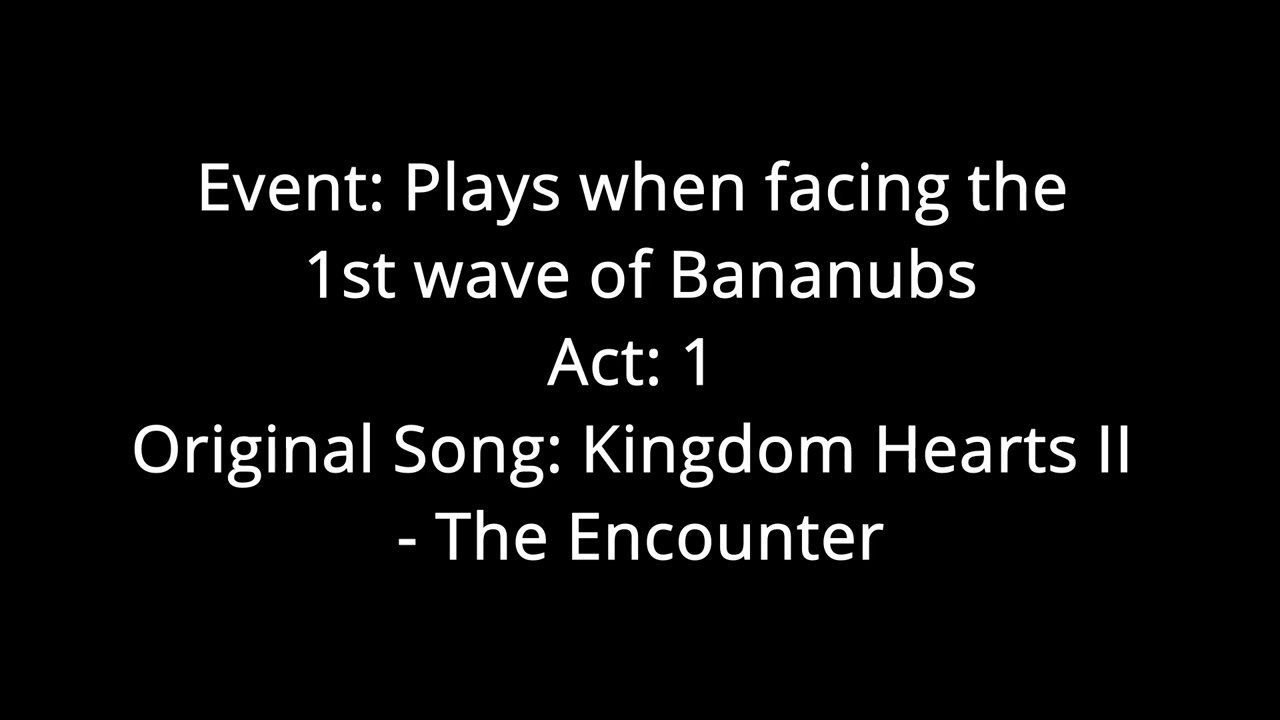 Event: Plays when facing the
1st wave of Bananubs
Act: 1
Original Song: Kingdom Hearts II
- The Encounter